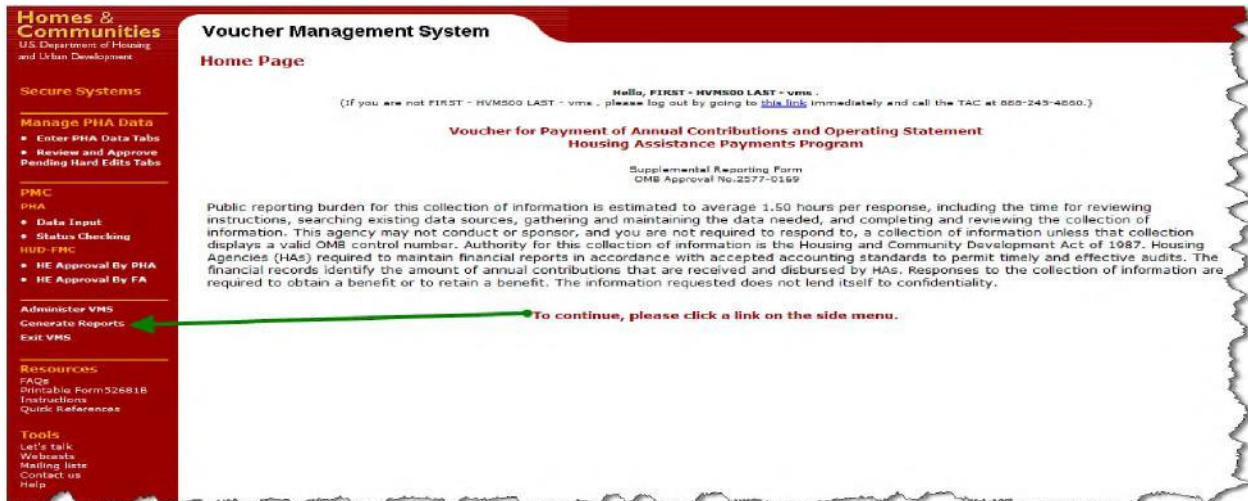 Homes &
Communities
U.S. Department of Housing
and Urban Development
Secure Systems
Manage PHA Data
• Enter PHA Data Tabs
• Review and Approve
Pending Hard Edits Tabs
PMC
PHA
• Data Input
• Status Checking
HUD-FMC
• HE Approval By PHA
• HE Approval By FA
Administer VMS
Generate Reports
Exit VMS
Resources
FAQs
Printable Form52681B
Instructions
Quick References
Tools
Let's talk
Webcasts
Mailing lists
Contact us
Help
Voucher Management System
Home Page
Hello, FIRST - HVMS00 LAST - vms .
(If you are not FIRST - HVMS00 LAST - vms , please log out by going to this link immediately and call the TAC at 888-245-4860.)
Voucher for Payment of Annual Contributions and Operating Statement
Housing Assistance Payments Program
Supplemental Reporting Form
OMB Approval No.2577-0169
Public reporting burden for this collection of information is estimated to average 1.50 hours per response, including the time for reviewing
instructions, searching existing data sources, gathering and maintaining the data needed, and completing and reviewing the collection of
information. This agency may not conduct or sponsor, and you are not required to respond to, a collection of information unless that collection
displays a valid OMB control number. Authority for this collection of information is the Housing and Community Development Act of 1987. Housing
Agencies (HAs) required to maintain financial reports in accordance with accepted accounting standards to permit timely and effective audits. The
financial records identify the amount of annual contributions that are received and disbursed by HAs. Responses to the collection of information are
required to obtain a benefit or to retain a benefit. The information requested does not lend itself to confidentiality.
To continue, please click a link on the side menu.